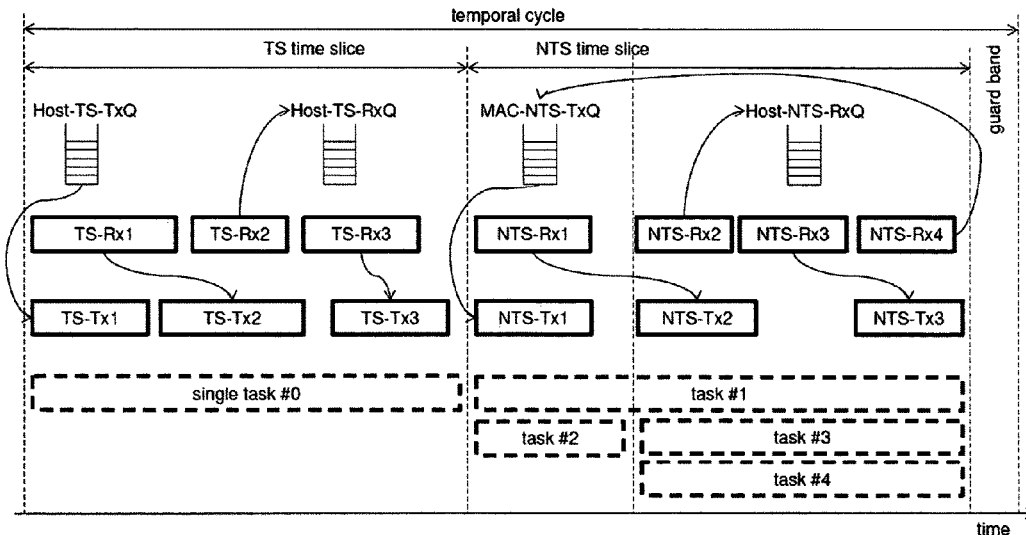 temporal cycle
TS time slice
NTS time slice
guard band
Host-TS-TxQ
Host-TS-RxQ
MAC-NTS-TxQ
Host-NTS-RxQ
TS-Rx1
TS-Rx2
TS-Rx3
NTS-Rx1
NTS-Rx2
NTS-Rx3
NTS-Rx4
TS-Tx1
TS-Tx2
TS-Tx3
NTS-Tx1
NTS-Tx2
NTS-Tx3
single task #0
task #1
task #2
task #3
task #4
time